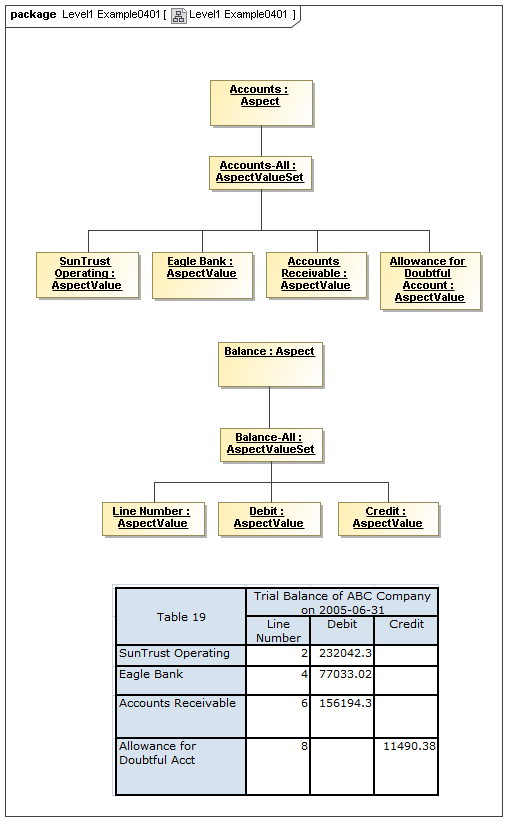 package Level1 Example0401 [ Level1 Example0401 ]
Accounts :
Aspect
Accounts-All :
AspectValueSet
SunTrust
Operating :
AspectValue
Eagle Bank :
AspectValue
Accounts
Receivable :
AspectValue
Allowance for
Doubtful
Account :
AspectValue
Balance : Aspect
Balance-All :
AspectValueSet
Line Number :
AspectValue
Debit :
AspectValue
Credit :
AspectValue
Table 19
Trial Balance of ABC Company
on 2005-06-31
Line
Number
Debit
Credit
SunTrust Operating 2 232042.3
Eagle Bank 4 77033.02
Accounts Receivable 6 156194.3
Allowance for 8 11490.38
Doubtful Acct